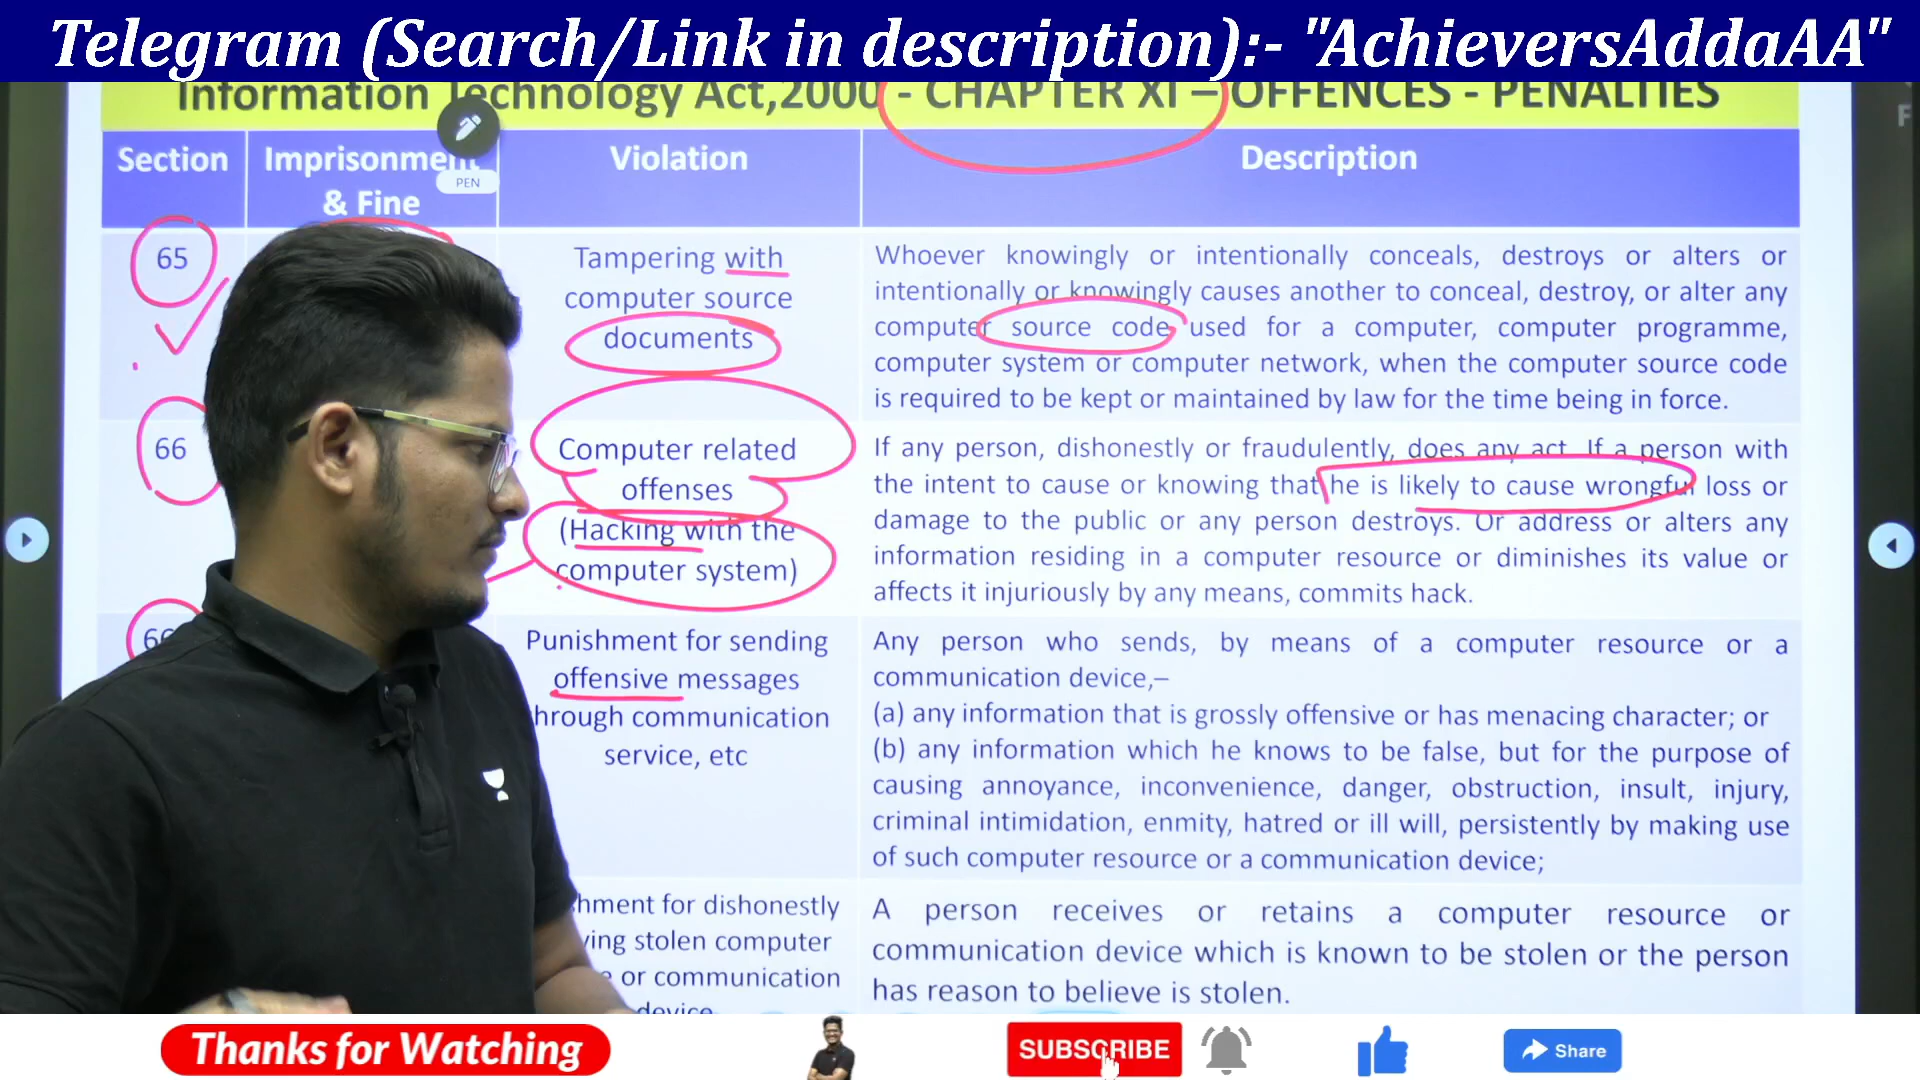 Telegram (Search/Link in description):- "AchieversAddaAA"
Information Technology Act,2000 - CHAPTER XI – OFFENCES - PENALITIES
Section
Imprisonment
& Fine
Violation
Description
PEN
65
Tampering with
computer source
documents
Whoever knowingly or intentionally conceals, destroys or alters or
intentionally or knowingly causes another to conceal, destroy, or alter any
computer source code used for a computer, computer programme,
computer system or computer network, when the computer source code
is required to be kept or maintained by law for the time being in force.
66
Computer related
offenses
(Hacking with the
computer system)
If any person, dishonestly or fraudulently, does any act. If a person with
the intent to cause or knowing that he is likely to cause wrongful loss or
damage to the public or any person destroys. Or address or alters any
information residing in a computer resource or diminishes its value or
affects it injuriously by any means, commits hack.
Punishment for sending
offensive messages
hrough communication
service, etc
Any person who sends, by means of a computer resource or a
communication device,–
(a) any information that is grossly offensive or has menacing character; or
(b) any information which he knows to be false, but for the purpose of
causing annoyance, inconvenience, danger, obstruction, insult, injury,
criminal intimidation, enmity, hatred or ill will, persistently by making use
of such computer resource or a communication device;
hment for dishonestly
ving stolen computer
or communication
device
A person receives or retains a computer resource or
communication device which is known to be stolen or the person
has reason to believe is stolen.
Thanks for Watching
SUBSCRIBE
Share